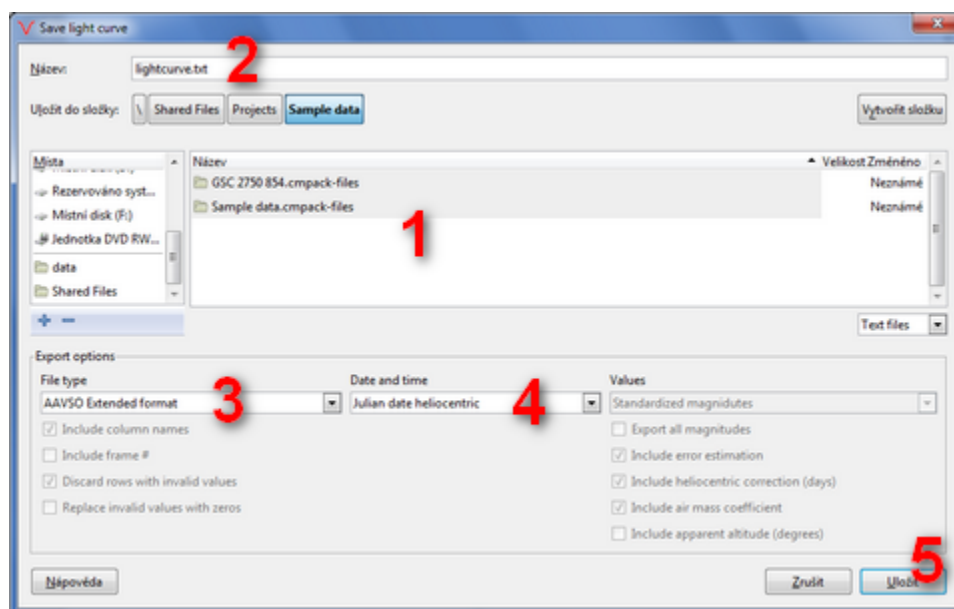 Save light curve
2
Název: lightcurve.txt
Uložit do složky: \ Shared Files Projects Sample data Vytvořit složku
Místa Název Velikost Změněno
GSC 2750 854.cmpack-files Neznámé
Rezervováno syst...
Sample data.cmpack-files Neznámé
Místní disk (F:)
1
Jednotka DVD RW...
data
Shared Files
Text files
Export options
File type Date and time Values
AAVSO Extended format 3 Julian date heliocentric 4 Standardized magnidutes
Include column names Export all magnitudes
Include frame # Include error estimation
Discard rows with invalid values Include heliocentric correction (days)
Replace invalid values with zeros Include air mass coefficient
Include apparent altitude (degrees)
5
Nápověda Zrušit Uložit